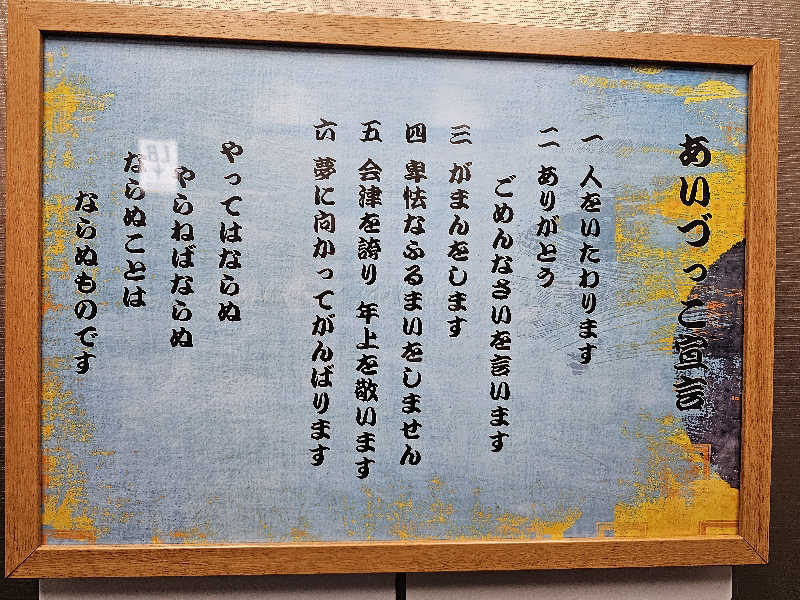 あいづっこ宣言
一 人をいたわります
二 ありがとう
ごめんなさいを言います
三 がまんをします
四 卑怯なふるまいをしません
五 会津を誇り 年上を敬います
六 夢に向かってがんばります
やってはならぬ
やらねばならぬ
ならぬことは
ならぬものです